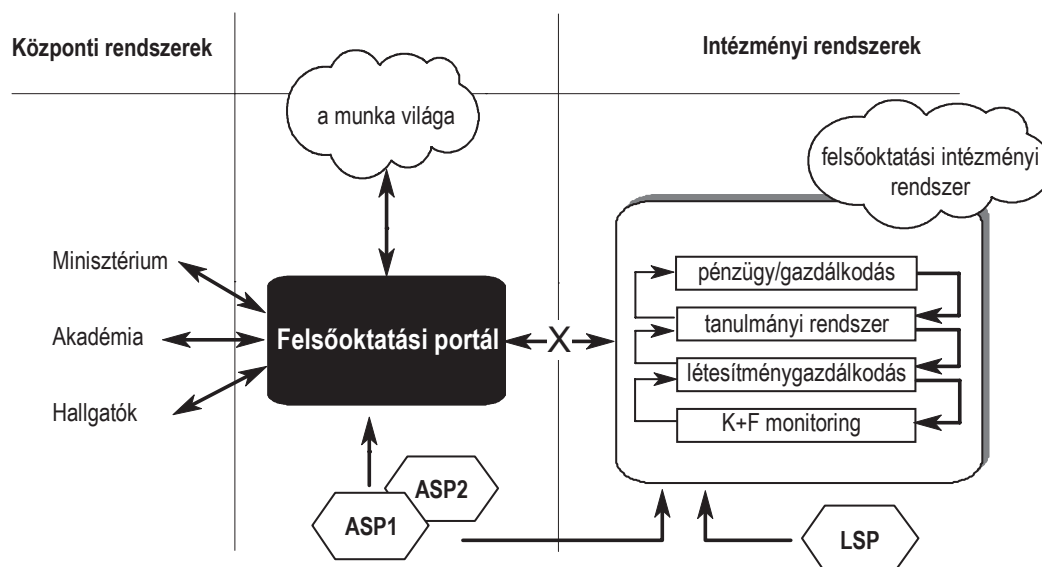 Központi rendszerek
Intézményi rendszerek
a munka világa
felsőoktatási intézményi
rendszer
Minisztérium
Akadémia
Hallgatók
Felsőoktatási portál
X
pénzügy/gazdálkodás
tanulmányi rendszer
létesítménygazdálkodás
K+F monitoring
ASP2
ASP1
LSP